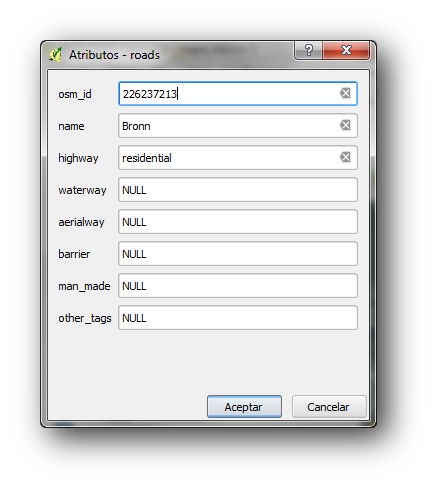 Atributos - roads
osm_id 226237213
name Bronn
highway residential
waterway NULL
aerialway NULL
barrier NULL
man_made NULL
other_tags NULL
Aceptar Cancelar